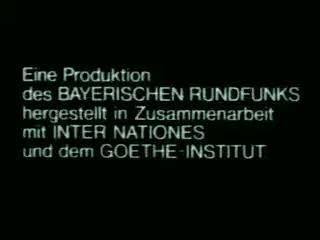 Eine Produktion
des BAYERISCHEN RUNDFUNKS
hergestellt in Zusammenarbeit
mit INTER NATIONES
und dem GOETHE-INSTITUT